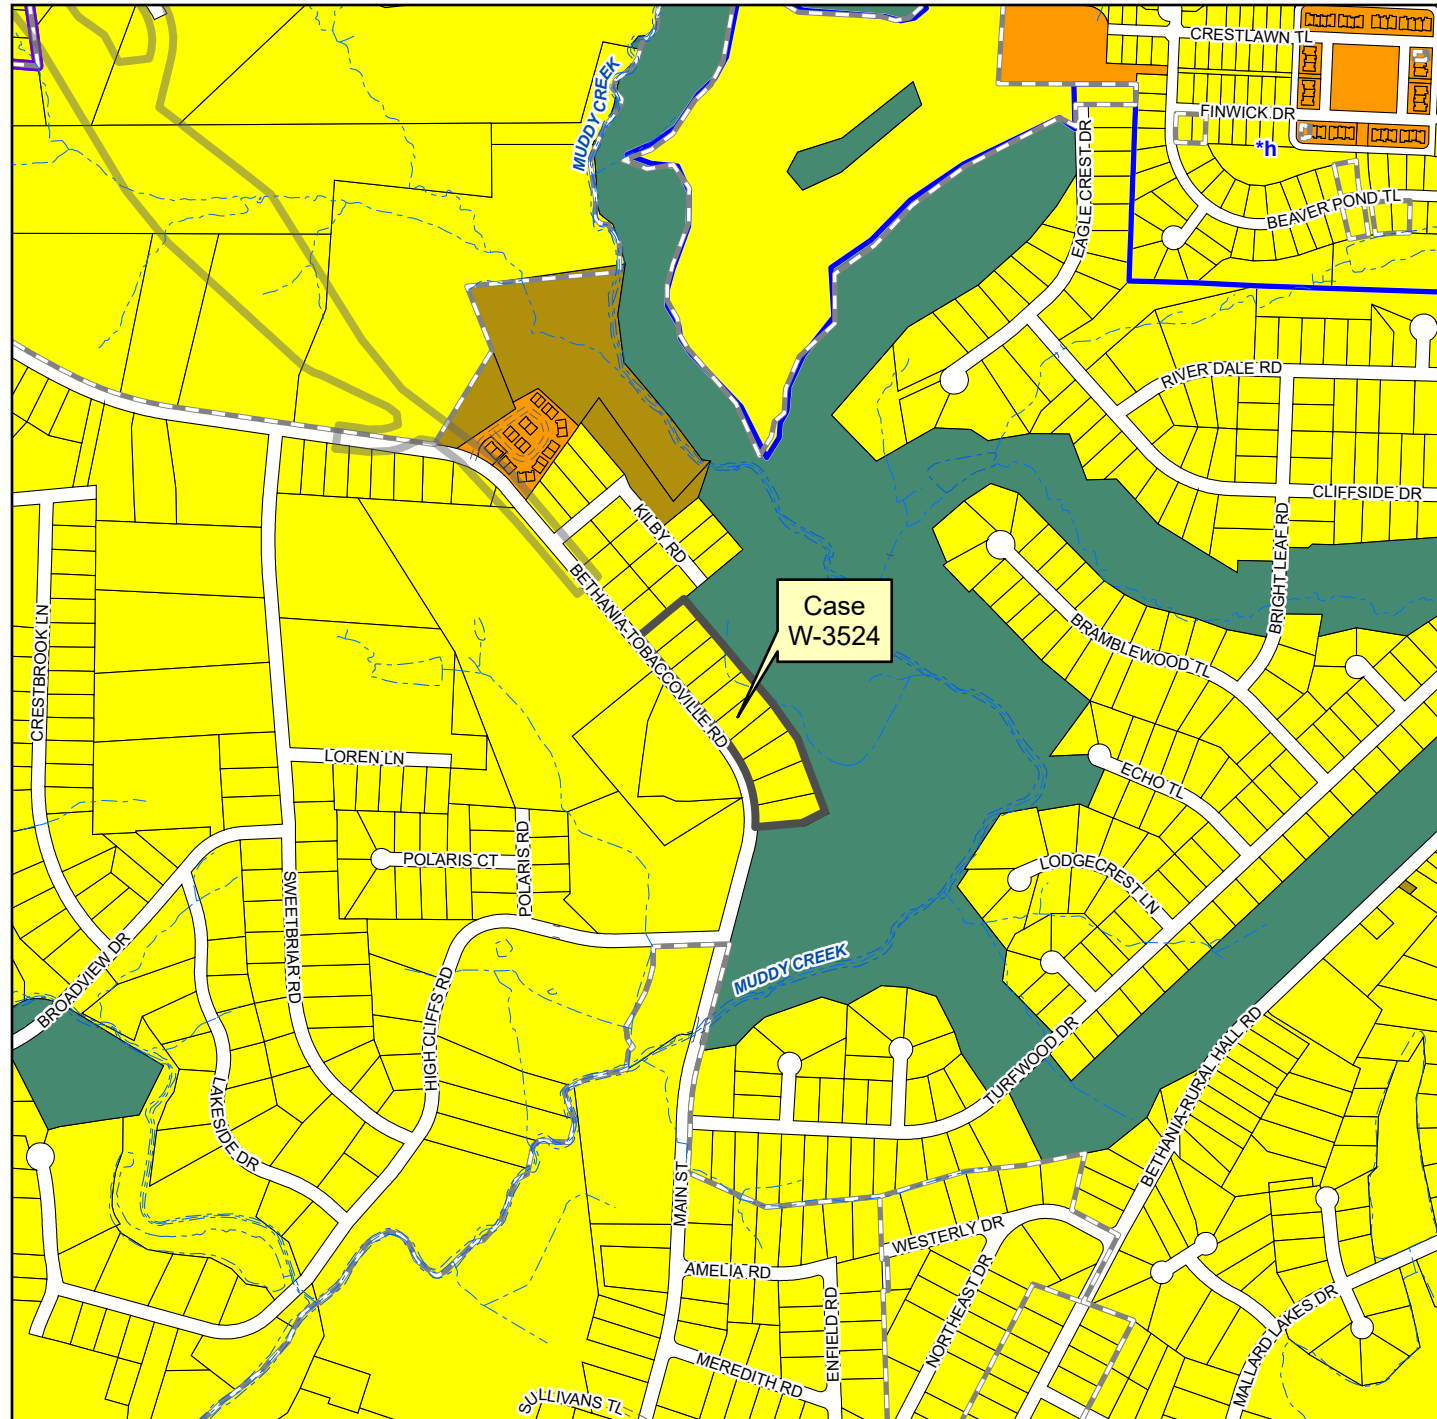 CRESTLAWN TL
MUDDY CREEK
FINWICK DR
*h
EAGLE CREST DR
BEAVER POND TL
RIVER DALE RD
CLIFFSIDE DR
KILBY RD
BRIGHT LEAF RD
BETHANIA-TOBACCOVILLE RD
Case
W-3524
CRESTBROOK LN
BRAMBLEWOOD TL
LOREN LN
ECHO TL
POLARIS CT
POLARIS RD
LODGECREST LN
SWEETBRIAR RD
BROADVIEW DR
HIGH CLIFFS RD
MUDDY CREEK
TURFWOOD DR
BETHANIA-RURAL HALL RD
LAKESIDE DR
MAIN ST
WESTERLY DR
AMELIA RD
NORTHEAST DR
ENFIELD RD
MALLARD LAKES DR
MEREDITH RD
SULLIVANS TL